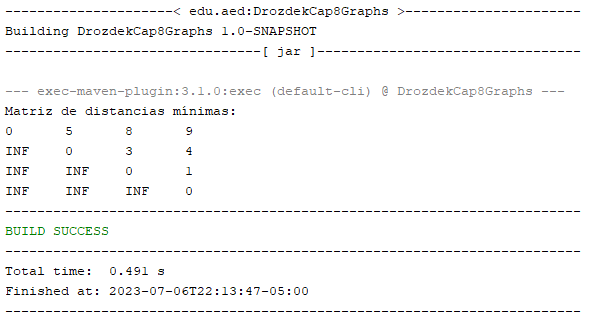 ---------------------< edu.aed:DrozdekCap8Graphs >----------------------
Building DrozdekCap8Graphs 1.0-SNAPSHOT
--------------------------------[ jar ]---------------------------------
--- exec-maven-plugin:3.1.0:exec (default-cli) @ DrozdekCap8Graphs ---
Matriz de distancias mínimas:
0 5 8 9
INF 0 3 4
INF INF 0 1
INF INF INF 0
------------------------------------------------------------------------
BUILD SUCCESS
------------------------------------------------------------------------
Total time:  0.491 s
Finished at: 2023-07-06T22:13:47-05:00
------------------------------------------------------------------------